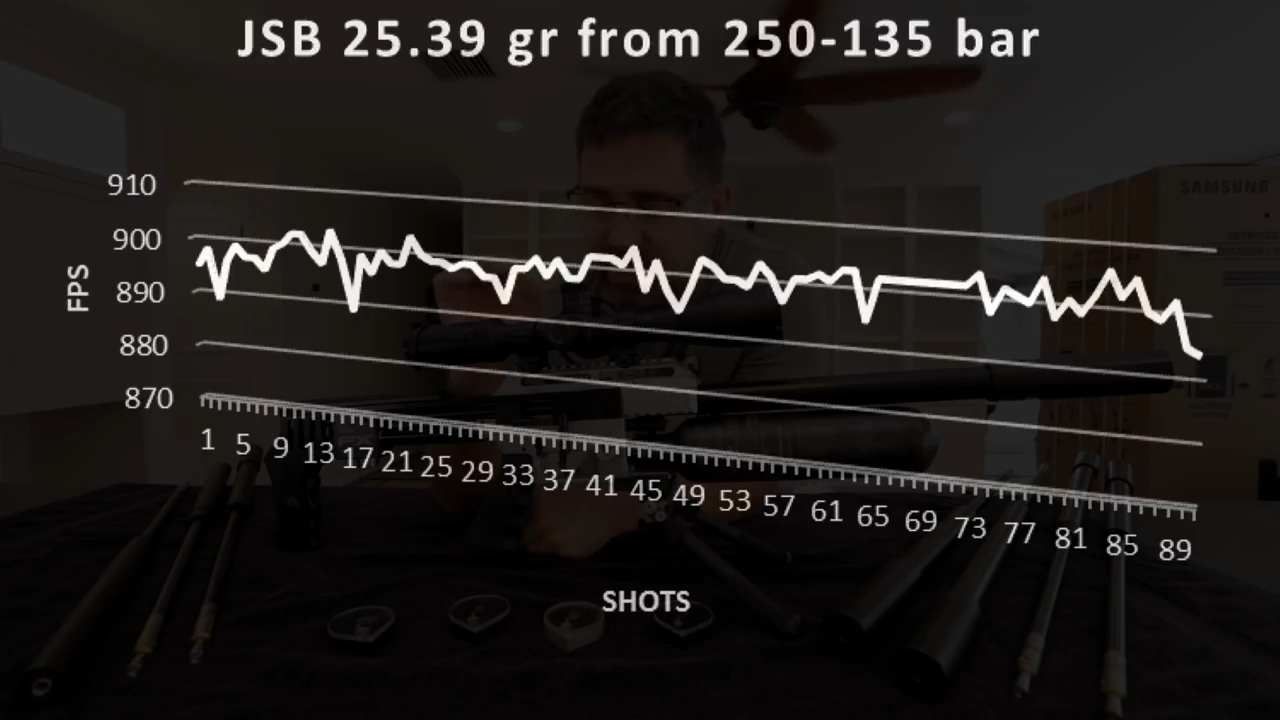 JSB 25.39 gr from 250-135 bar
910
900
890
880
870
FPS
1 5 9 13 17 21 25 29 33 37 41 45 49 53 57 61 65 69 73 77 81 85 89
SHOTS
SAMSUNG